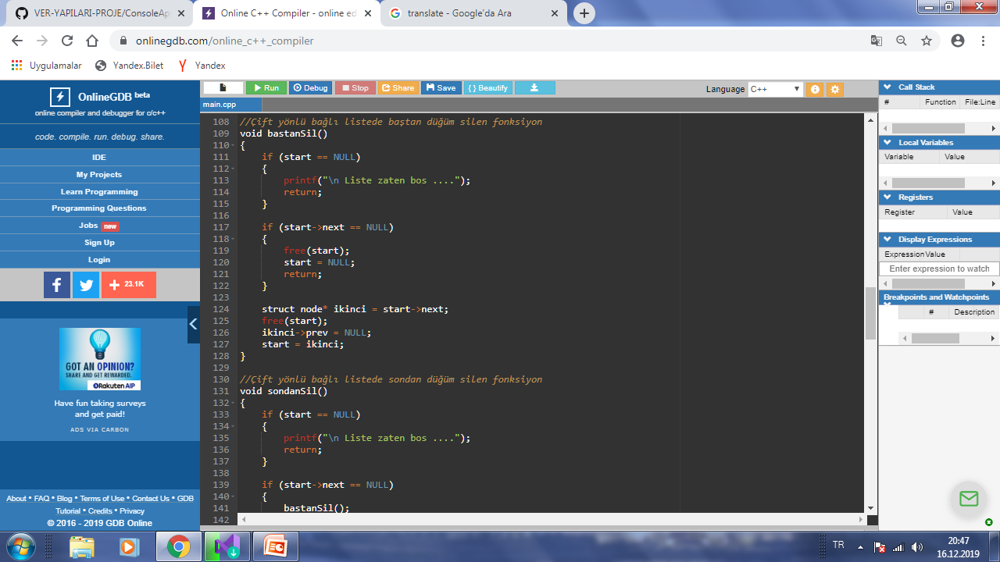 VER-YAPILARI-PROJE/ConsoleAp
Online C++ Compiler - online ed
translate - Google'da Ara
onlinegdb.com/online_c++_compiler
Uygulamalar
Yandex.Bilet
Yandex
OnlineGDB beta
online compiler and debugger for c/c++
code. compile. run. debug. share.
IDE
My Projects
Learn Programming
Programming Questions
Jobs new
Sign Up
Login
23.1K
GOT AN OPINION?
SHARE AND GET REWARDED.
Rakuten AIP
Have fun taking surveys
and get paid!
ADS VIA CARBON
About • FAQ • Blog • Terms of Use • Contact Us • GDB
Tutorial • Credits • Privacy
© 2016 - 2019 GDB Online
Run Debug Stop Share Save { } Beautify
Language C++
main.cpp
108 //Çift yönlü bağlı listede baştan düğüm silen fonksiyon
109 void bastanSil()
110 {
111 if (start == NULL)
112 {
113 printf("\n Liste zaten bos ....");
114 return;
115 }
116
117 if (start->next == NULL)
118 {
119 free(start);
120 start = NULL;
121 return;
122 }
123
124 struct node* ikinci = start->next;
125 free(start);
126 ikinci->prev = NULL;
127 start = ikinci;
128 }
129
130 //Çift yönlü bağlı listede sondan düğüm silen fonksiyon
131 void sondanSil()
132 {
133 if (start == NULL)
134 {
135 printf("\n Liste zaten bos ....");
136 return;
137 }
138
139 if (start->next == NULL)
140 {
141 bastanSil();
142
Call Stack
# Function File:Line
Local Variables
Variable Value
Registers
Register Value
Display Expressions
Expression Value
Enter expression to watch
Breakpoints and Watchpoints
# Description
TR
20:47
16.12.2019